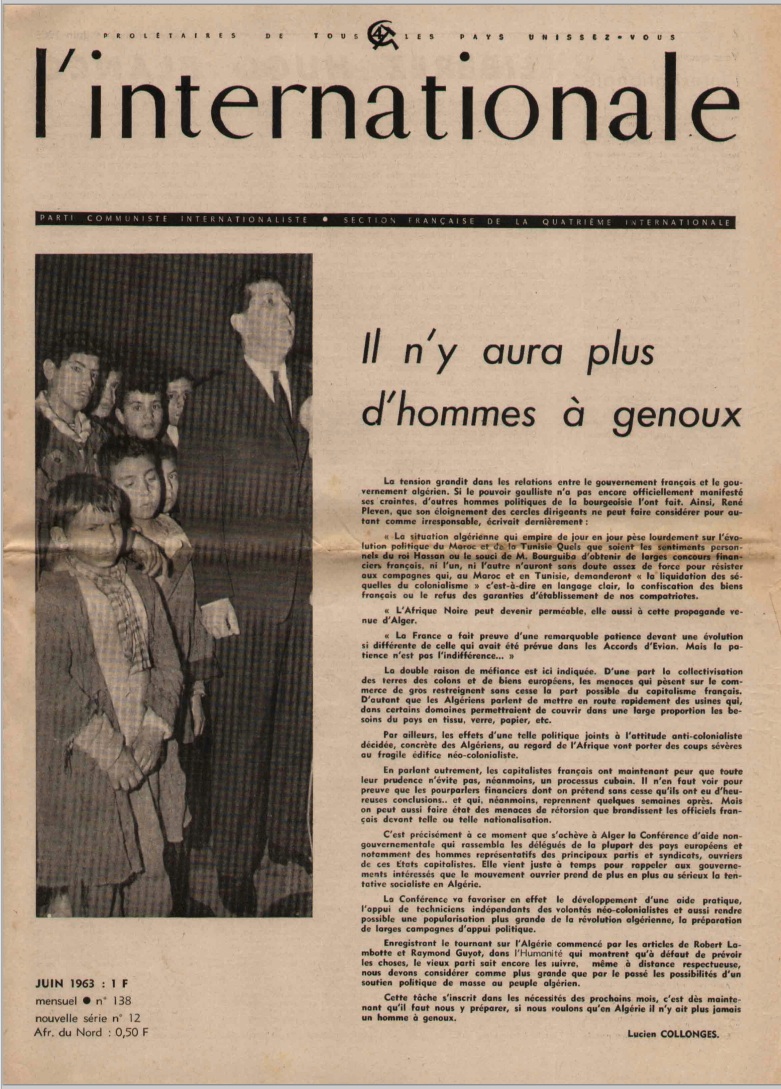 PROLÉTAIRES DE TOUS LES PAYS UNISSEZ-VOUS
l'internationale
PARTI COMMUNISTE INTERNATIONALISTE ● SECTION FRANÇAISE DE LA QUATRIÈME INTERNATIONALE
Il n'y aura plus
d'hommes à genoux
La tension grandit dans les relations entre le gouvernement français et le gou-
vernement algérien. Si le pouvoir gaulliste n'a pas encore officiellement manifesté
ses craintes, d'autres hommes politiques de la bourgeoisie l'ont fait. Ainsi, René
Pleven, que son éloignement des cercles dirigeants ne peut faire considérer pour au-
tant comme irresponsable, écrivait dernièrement :
« La situation algérienne qui empire de jour en jour pèse lourdement sur l'évo-
lution politique du Maroc et de la Tunisie Quels que soient les sentiments person-
nels du roi Hassan ou le souci de M. Bourguiba d'obtenir de larges concours finan-
ciers français, ni l'un, ni l'autre n'auront sans doute assez de force pour résister
aux campagnes qui, au Maroc et en Tunisie, demanderont « la liquidation des sé-
quelles du colonialisme » c'est-à-dire en langage clair, la confiscation des biens
français ou le refus des garanties d'établissement de nos compatriotes.
« L'Afrique Noire peut devenir perméable, elle aussi à cette propagande ve-
nue d'Alger.
« La France a fait preuve d'une remarquable patience devant une évolution
si différente de celle qui avait été prévue dans les Accords d'Evian. Mais la pa-
tience n'est pas l'indifférence... »
La double raison de méfiance est ici indiquée. D'une part la collectivisation
des terres des colons et de biens européens, les menaces qui pèsent sur le com-
merce de gros restreignent sans cesse la part possible du capitalisme français.
D'autant que les Algériens parlent de mettre en route rapidement des usines qui,
dans certains domaines permettraient de couvrir dans une large proportion les be-
soins du pays en tissu, verre, papier, etc.
Par ailleurs, les effets d'une telle politique joints à l'attitude anti-colonialiste
décidée, concrète des Algériens, au regard de l'Afrique vont porter des coups sévères
au fragile édifice néo-colonialiste.
En parlant autrement, les capitalistes français ont maintenant peur que toute
leur prudence n'évite pas, néanmoins, un processus cubain. Il n'en faut voir pour
preuve que les pourparlers financiers dont on prétend sans cesse qu'ils ont eu d'heu-
reuses conclusions.. et qui, néanmoins, reprennent quelques semaines après. Mais
on peut aussi faire état des menaces de rétorsion que brandissent les officiels fran-
çais devant telle ou telle nationalisation.
C'est précisément à ce moment que s'achève à Alger la Conférence d'aide non-
gouvernementale qui rassembla les délégués de la plupart des pays européens et
notamment des hommes représentatifs des principaux partis et syndicats, ouvriers
de ces Etats capitalistes. Elle vient juste à temps pour rappeler aux gouverne-
ments intéressés que le mouvement ouvrier prend de plus en plus au sérieux la ten-
tative socialiste en Algérie.
La Conférence va favoriser en effet le développement d'une aide pratique,
l'appui de techniciens indépendants des volontés néo-colonialistes et aussi rendre
possible une popularisation plus grande de la révolution algérienne, la préparation
de larges campagnes d'appui politique.
Enregistrant le tournant sur l'Algérie commencé par les articles de Robert La-
mbotte et Raymond Guyot, dans l'Humanité qui montrent qu'à défaut de prévoir
les choses, le vieux parti sait encore les suivre, même à distance respectueuse,
nous devons considérer comme plus grande que par le passé les possibilités d'un
soutien politique de masse au peuple algérien.
Cette tâche s'inscrit dans les nécessités des prochains mois, c'est dès mainte-
nant qu'il faut nous y préparer, si nous voulons qu'en Algérie il n'y ait plus jamais
un homme à genoux.
Lucien COLLONGES.
JUIN 1963 : 1 F
mensuel ● n° 138
nouvelle série n° 12
Afr. du Nord : 0,50 F